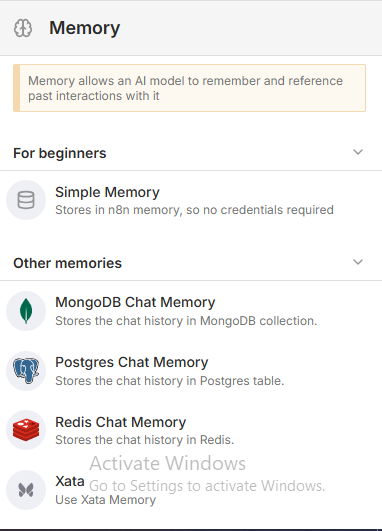 Memory
Memory allows an AI model to remember and reference
past interactions with it
For beginners
Simple Memory
Stores in n8n memory, so no credentials required
Other memories
MongoDB Chat Memory
Stores the chat history in MongoDB collection.
Postgres Chat Memory
Stores the chat history in Postgres table.
Redis Chat Memory
Stores the chat history in Redis.
Activate Windows
Xata
Go to Settings to activate Windows.
Use Xata Memory